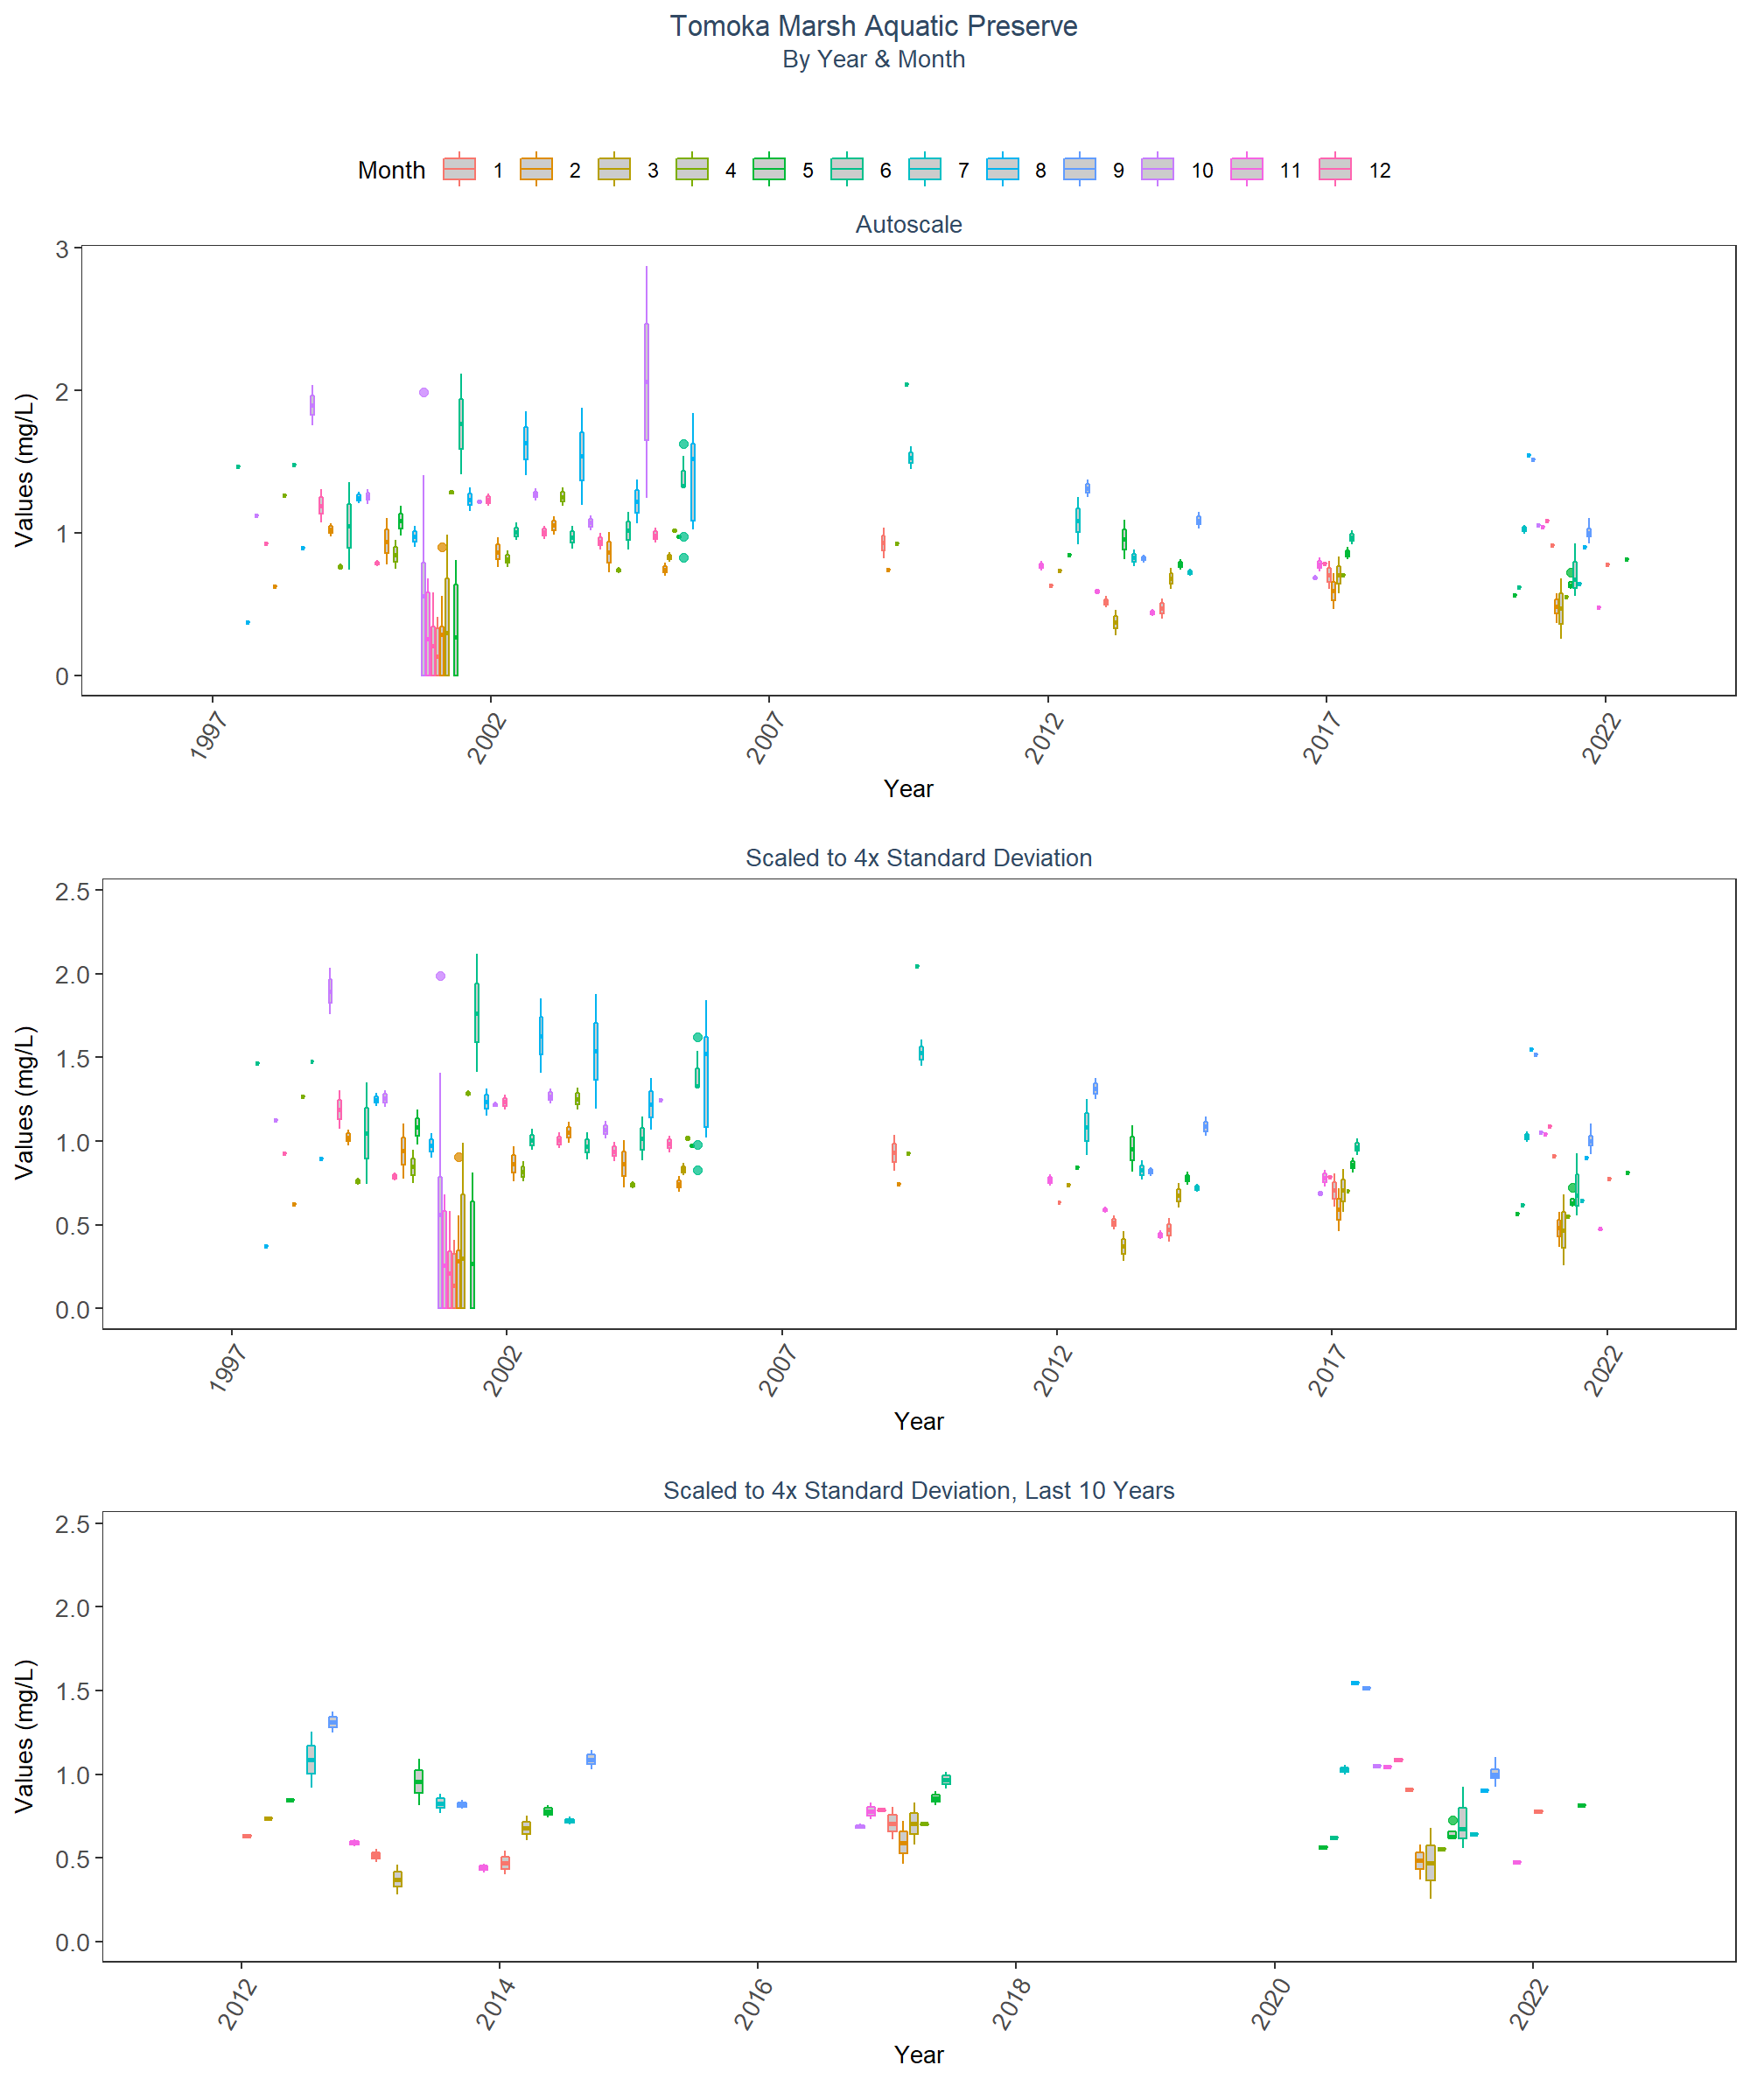 Tomoka Marsh Aquatic Preserve
By Year & Month
Month 1 2 3 4 5 6 7 8 9 10 11 12
Autoscale
Values (mg/L)
3
2
1
0
1997 2002 2007 2012 2017 2022
Year
Scaled to 4x Standard Deviation
Values (mg/L)
2.5
2.0
1.5
1.0
0.5
0.0
1997 2002 2007 2012 2017 2022
Year
Scaled to 4x Standard Deviation, Last 10 Years
Values (mg/L)
2.5
2.0
1.5
1.0
0.5
0.0
2012 2014 2016 2018 2020 2022
Year